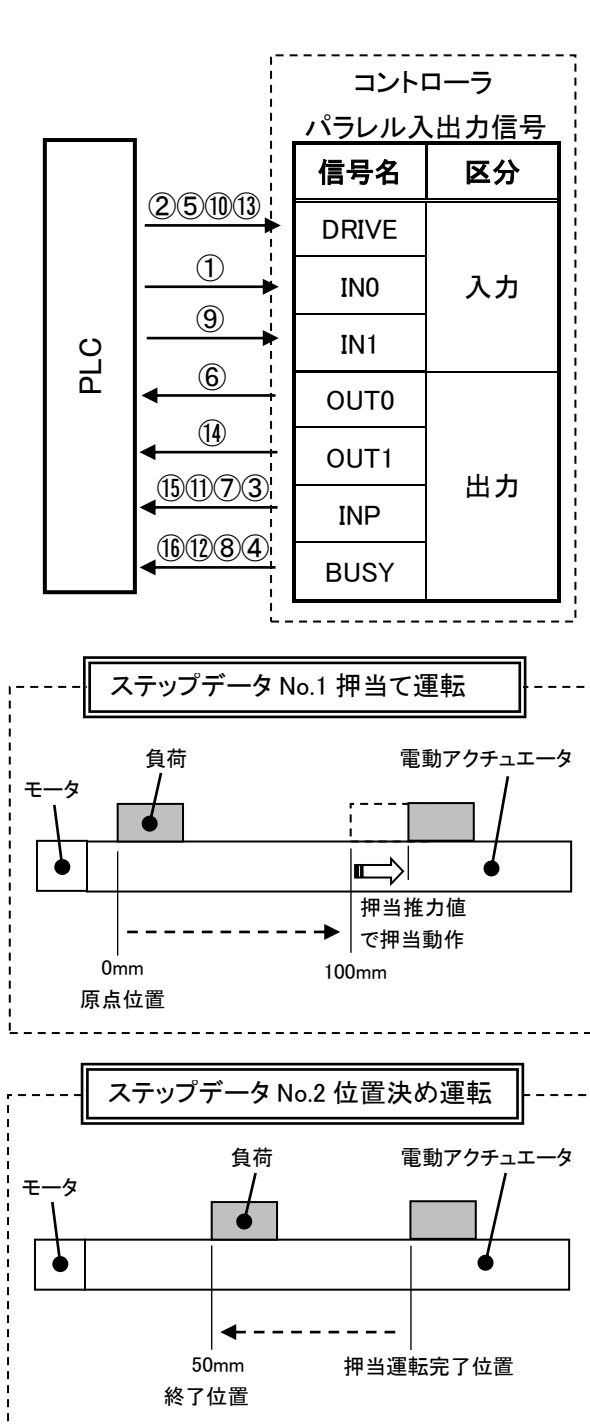 コントローラ
パラレル入出力信号
信号名 区分
②⑤⑩⑬ DRIVE
① IN0 入力
⑨ IN1
PLC
⑥ OUT0
⑭ OUT1
出力
⑮⑪⑦③ INP
⑯⑫⑧④ BUSY
ステップデータ No.1 押当て運転
負荷 電動アクチュエータ
モータ
押当推力値
で押当動作
0mm 100mm
原点位置
ステップデータ No.2 位置決め運転
負荷 電動アクチュエータ
モータ
50mm 押当運転完了位置
終了位置